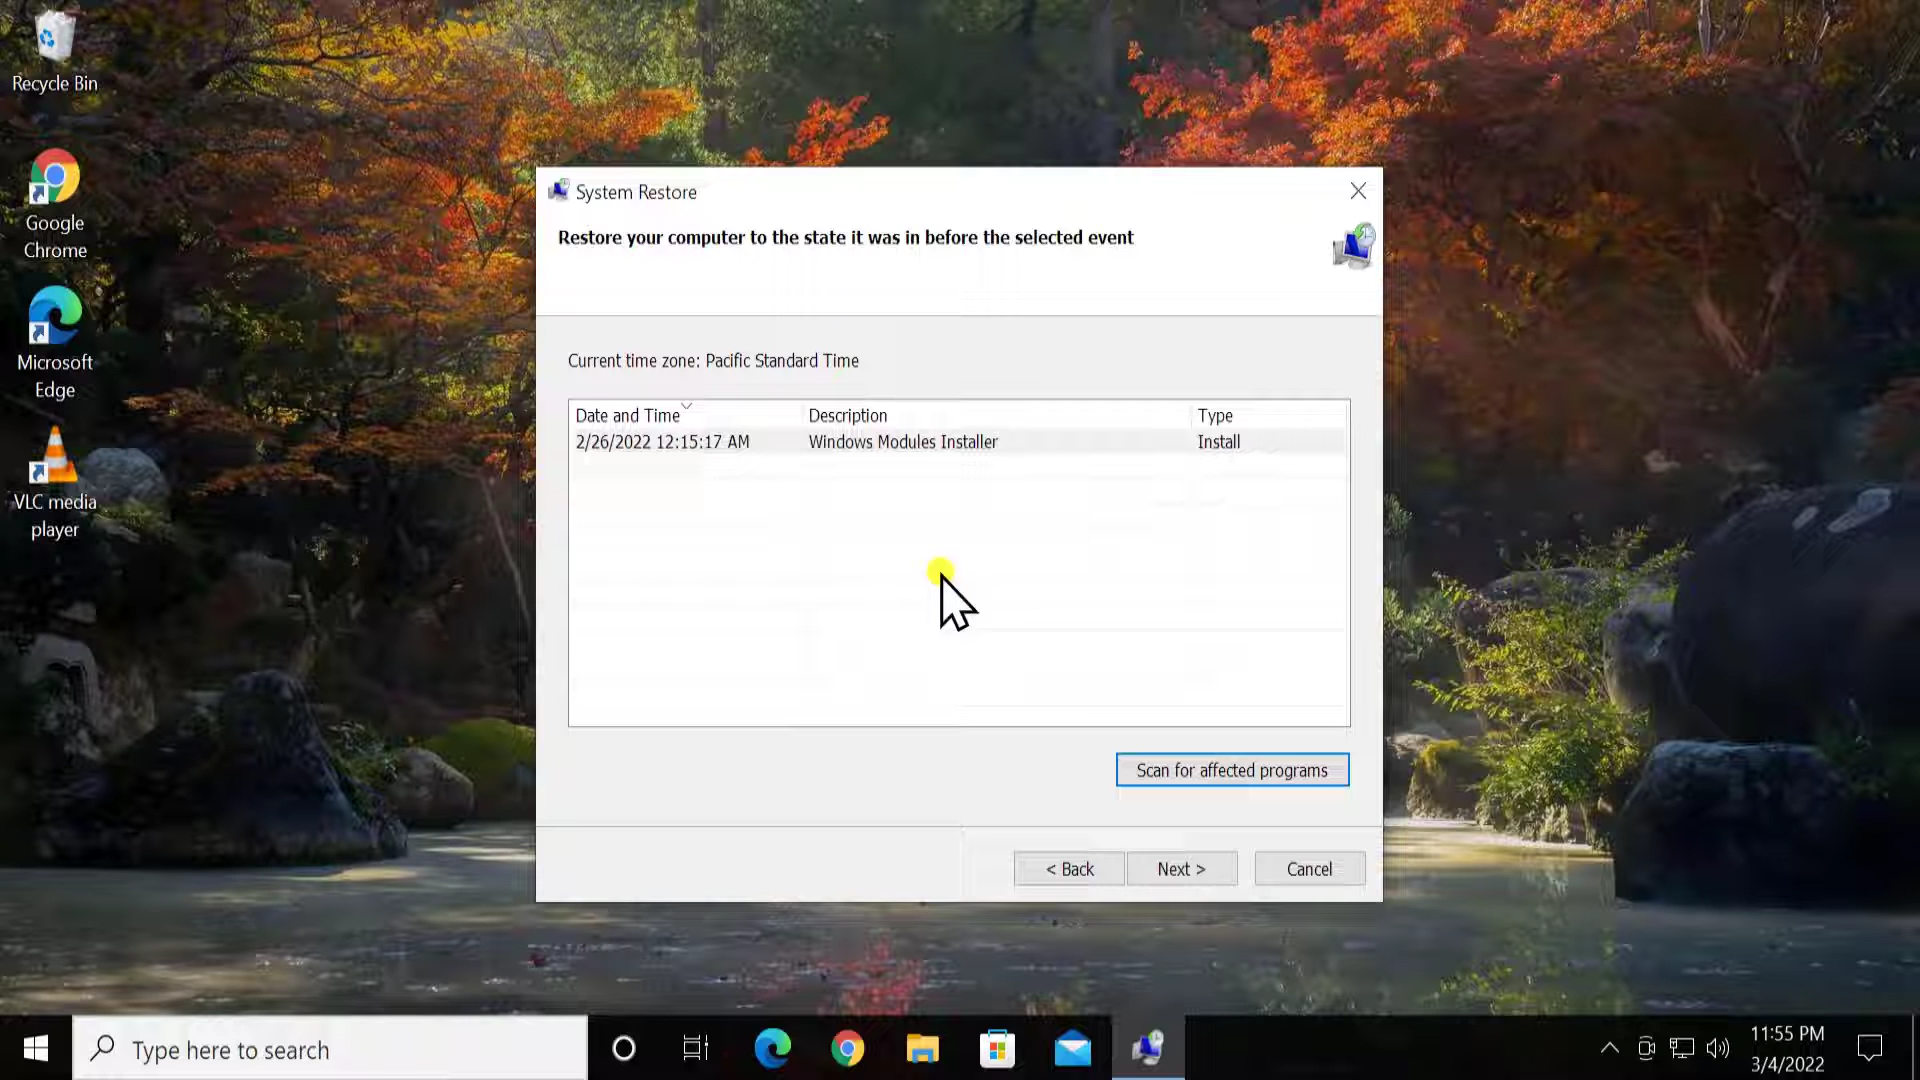 Recycle Bin
Google
Chrome
Microsoft
Edge
VLC media
player
System Restore
Restore your computer to the state it was in before the selected event
Current time zone: Pacific Standard Time
Date and Time Description Type
2/26/2022 12:15:17 AM Windows Modules Installer Install
Scan for affected programs
< Back Next > Cancel
Type here to search
11:55 PM
3/4/2022